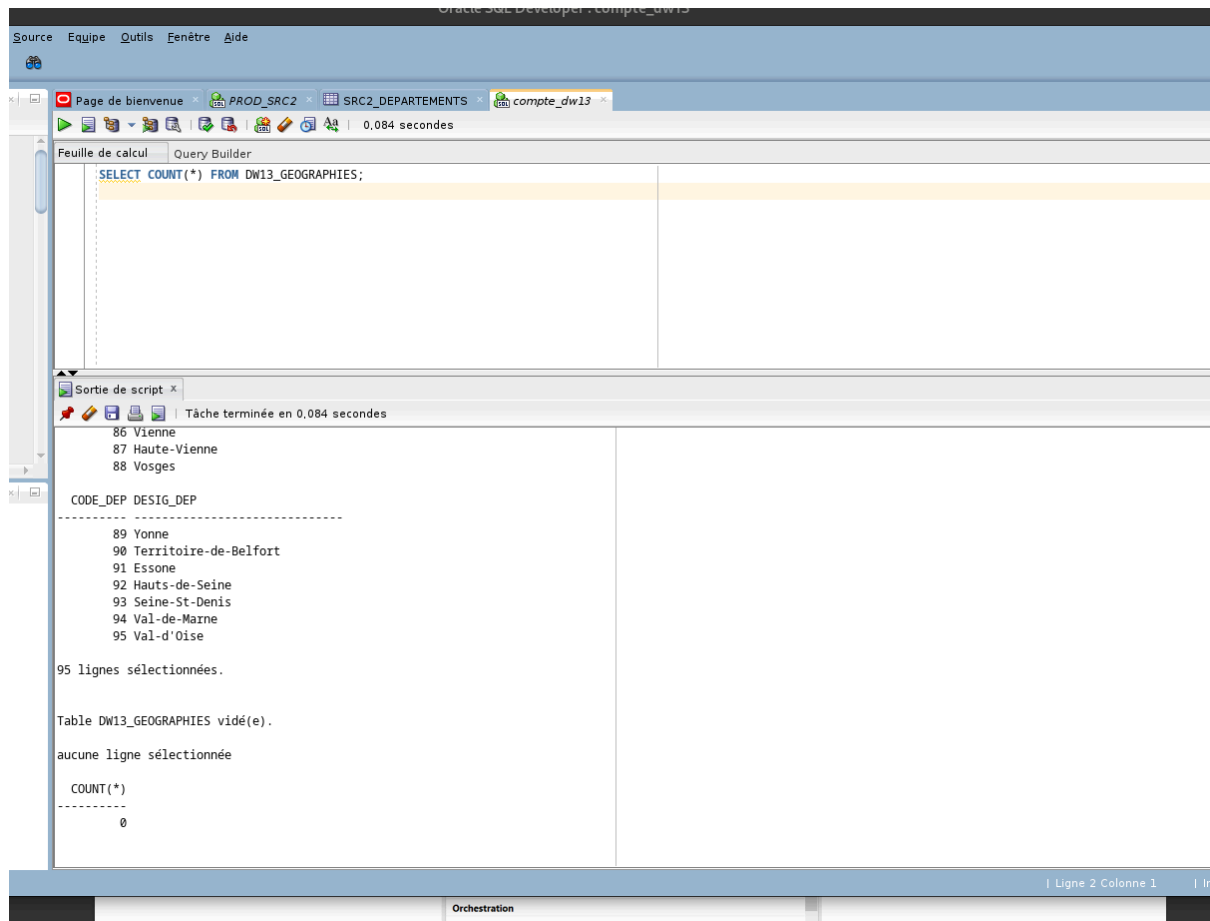 Oracle SQL Developer : compte_dw13
Source Equipe Outils Fenêtre Aide
Page de bienvenue PROD_SRC2 SRC2_DEPARTEMENTS compte_dw13
0,084 secondes
Feuille de calcul Query Builder
SELECT COUNT(*) FROM DW13_GEOGRAPHIES;
Sortie de script
Tâche terminée en 0,084 secondes
86 Vienne
87 Haute-Vienne
88 Vosges
CODE_DEP DESIG_DEP
---------- ------------------------------
89 Yonne
90 Territoire-de-Belfort
91 Essone
92 Hauts-de-Seine
93 Seine-St-Denis
94 Val-de-Marne
95 Val-d'Oise
95 lignes sélectionnées.
Table DW13_GEOGRAPHIES vidé(e).
aucune ligne sélectionnée
COUNT(*)
----------
0
| Ligne 2 Colonne 1 |
Orchestration